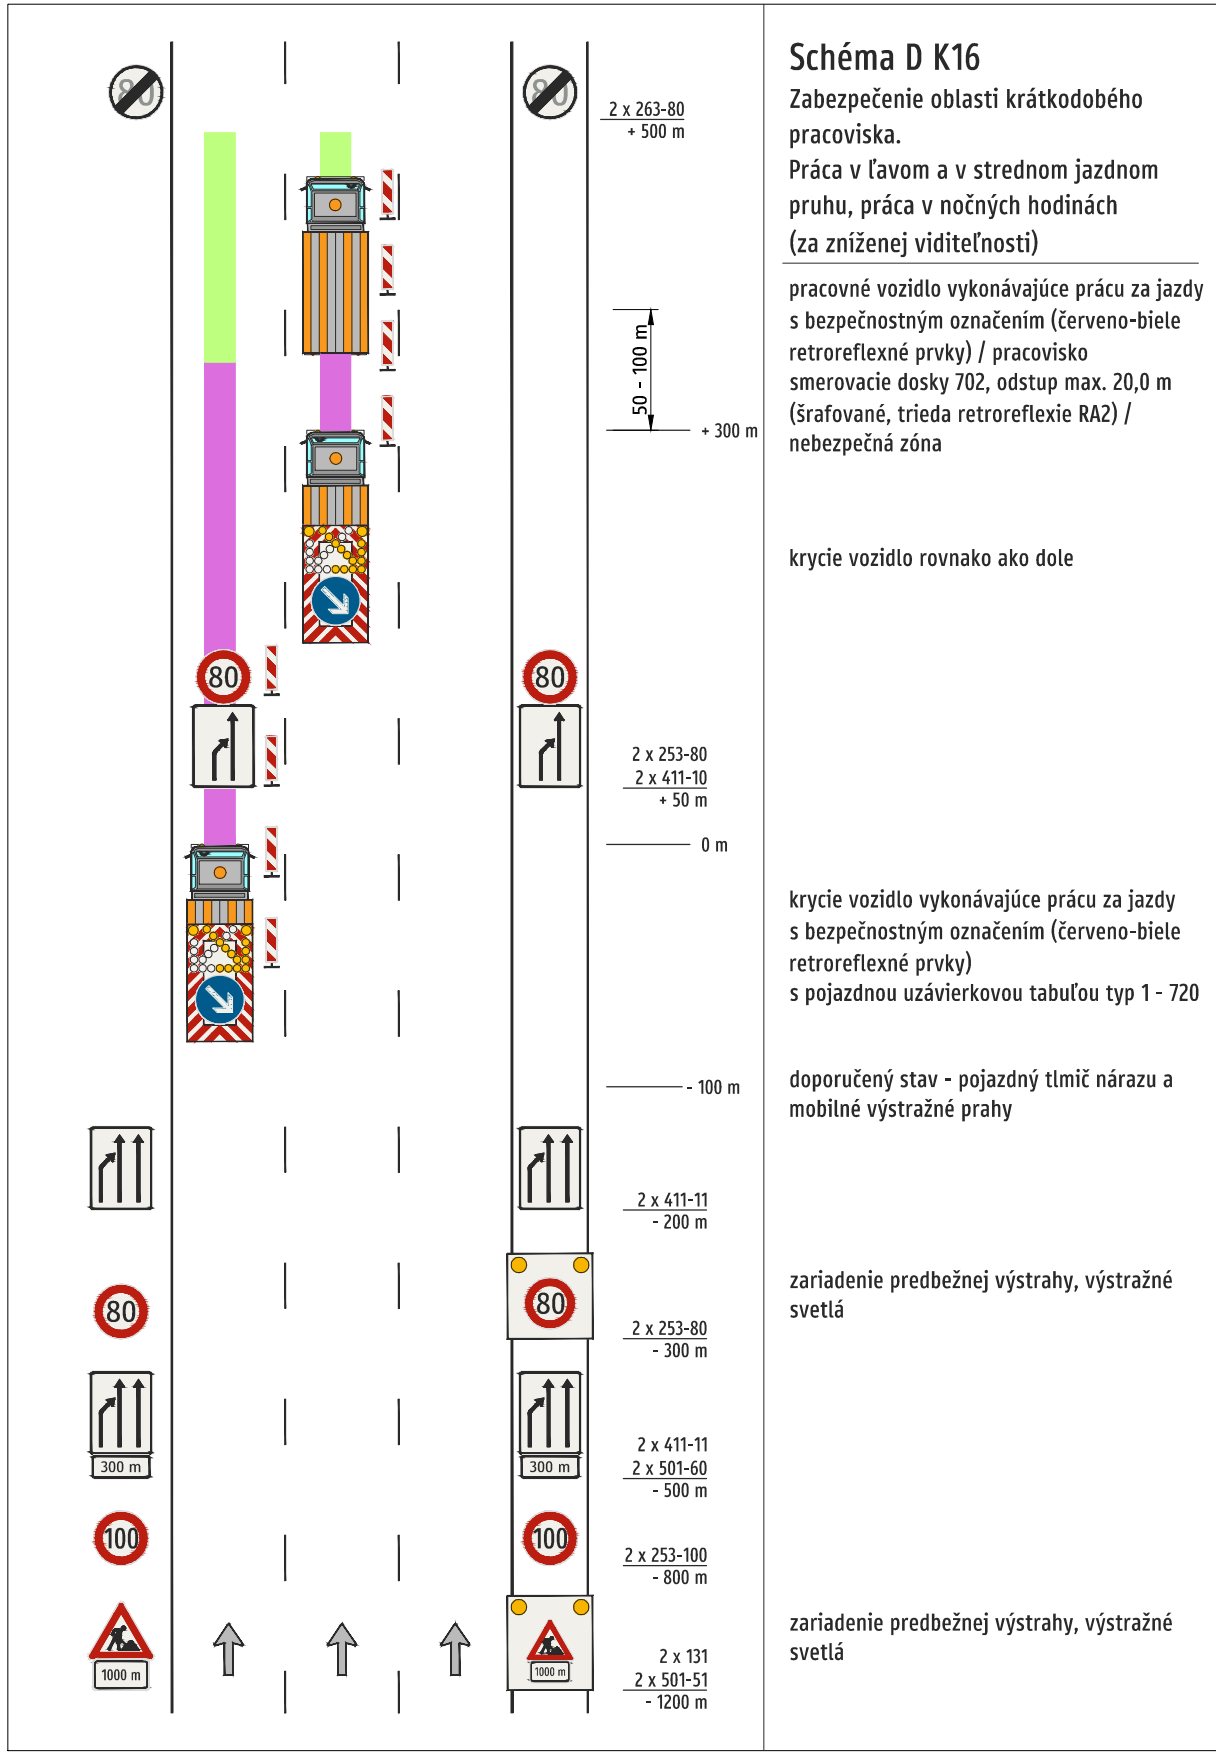 Schéma D K16
Zabezpečenie oblasti krátkodobého
pracoviska.
Práca v ľavom a v strednom jazdnom
pruhu, práca v nočných hodinách
(za zníženej viditeľnosti)
80
80
2 x 263-80
+ 500 m
pracovné vozidlo vykonávajúce prácu za jazdy
s bezpečnostným označením (červeno-biele
retroreflexné prvky) / pracovisko
smerovacie dosky 702, odstup max. 20,0 m
(šrafované, trieda retroreflexie RA2) /
nebezpečná zóna
50 - 100 m
+ 300 m
krycie vozidlo rovnako ako dole
80
80
2 x 253-80
2 x 411-10
+ 50 m
0 m
krycie vozidlo vykonávajúce prácu za jazdy
s bezpečnostným označením (červeno-biele
retroreflexné prvky)
s pojazdnou uzávierkovou tabuľou typ 1 - 720
- 100 m
doporučený stav - pojazdný tlmič nárazu a
mobilné výstražné prahy
2 x 411-11
- 200 m
80
80
2 x 253-80
- 300 m
zariadenie predbežnej výstrahy, výstražné
svetlá
300 m
300 m
2 x 411-11
2 x 501-60
- 500 m
100
100
2 x 253-100
- 800 m
1000 m
1000 m
2 x 131
2 x 501-51
- 1200 m
zariadenie predbežnej výstrahy, výstražné
svetlá